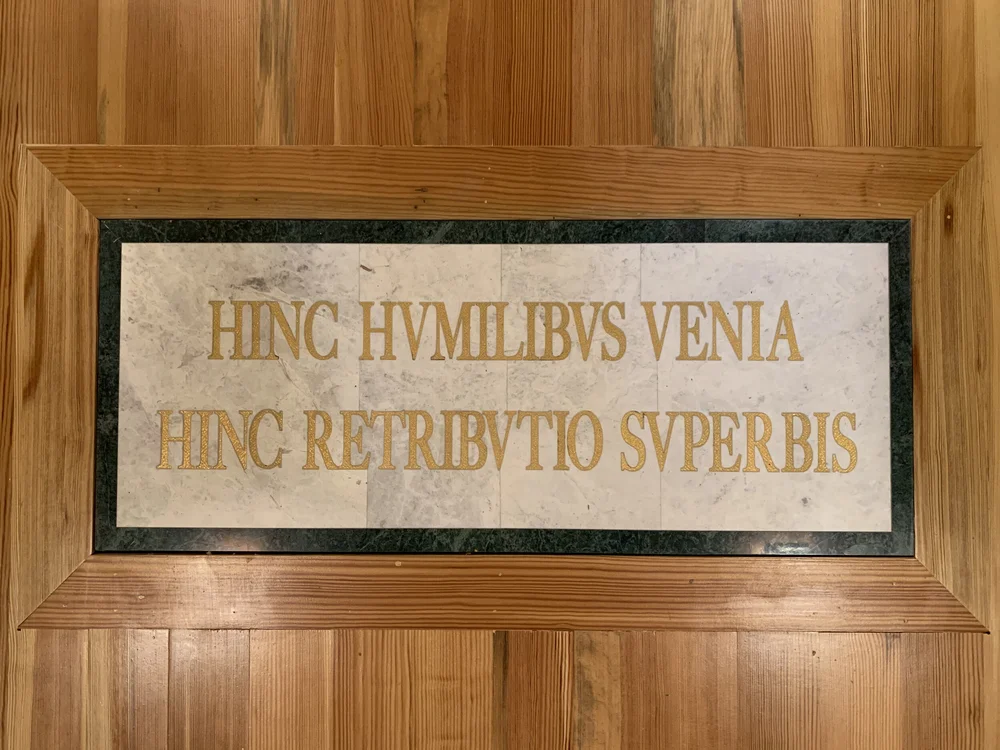 HINC HVMILIBVS VENIA
HINC RETRIBVTIO SVPERBIS